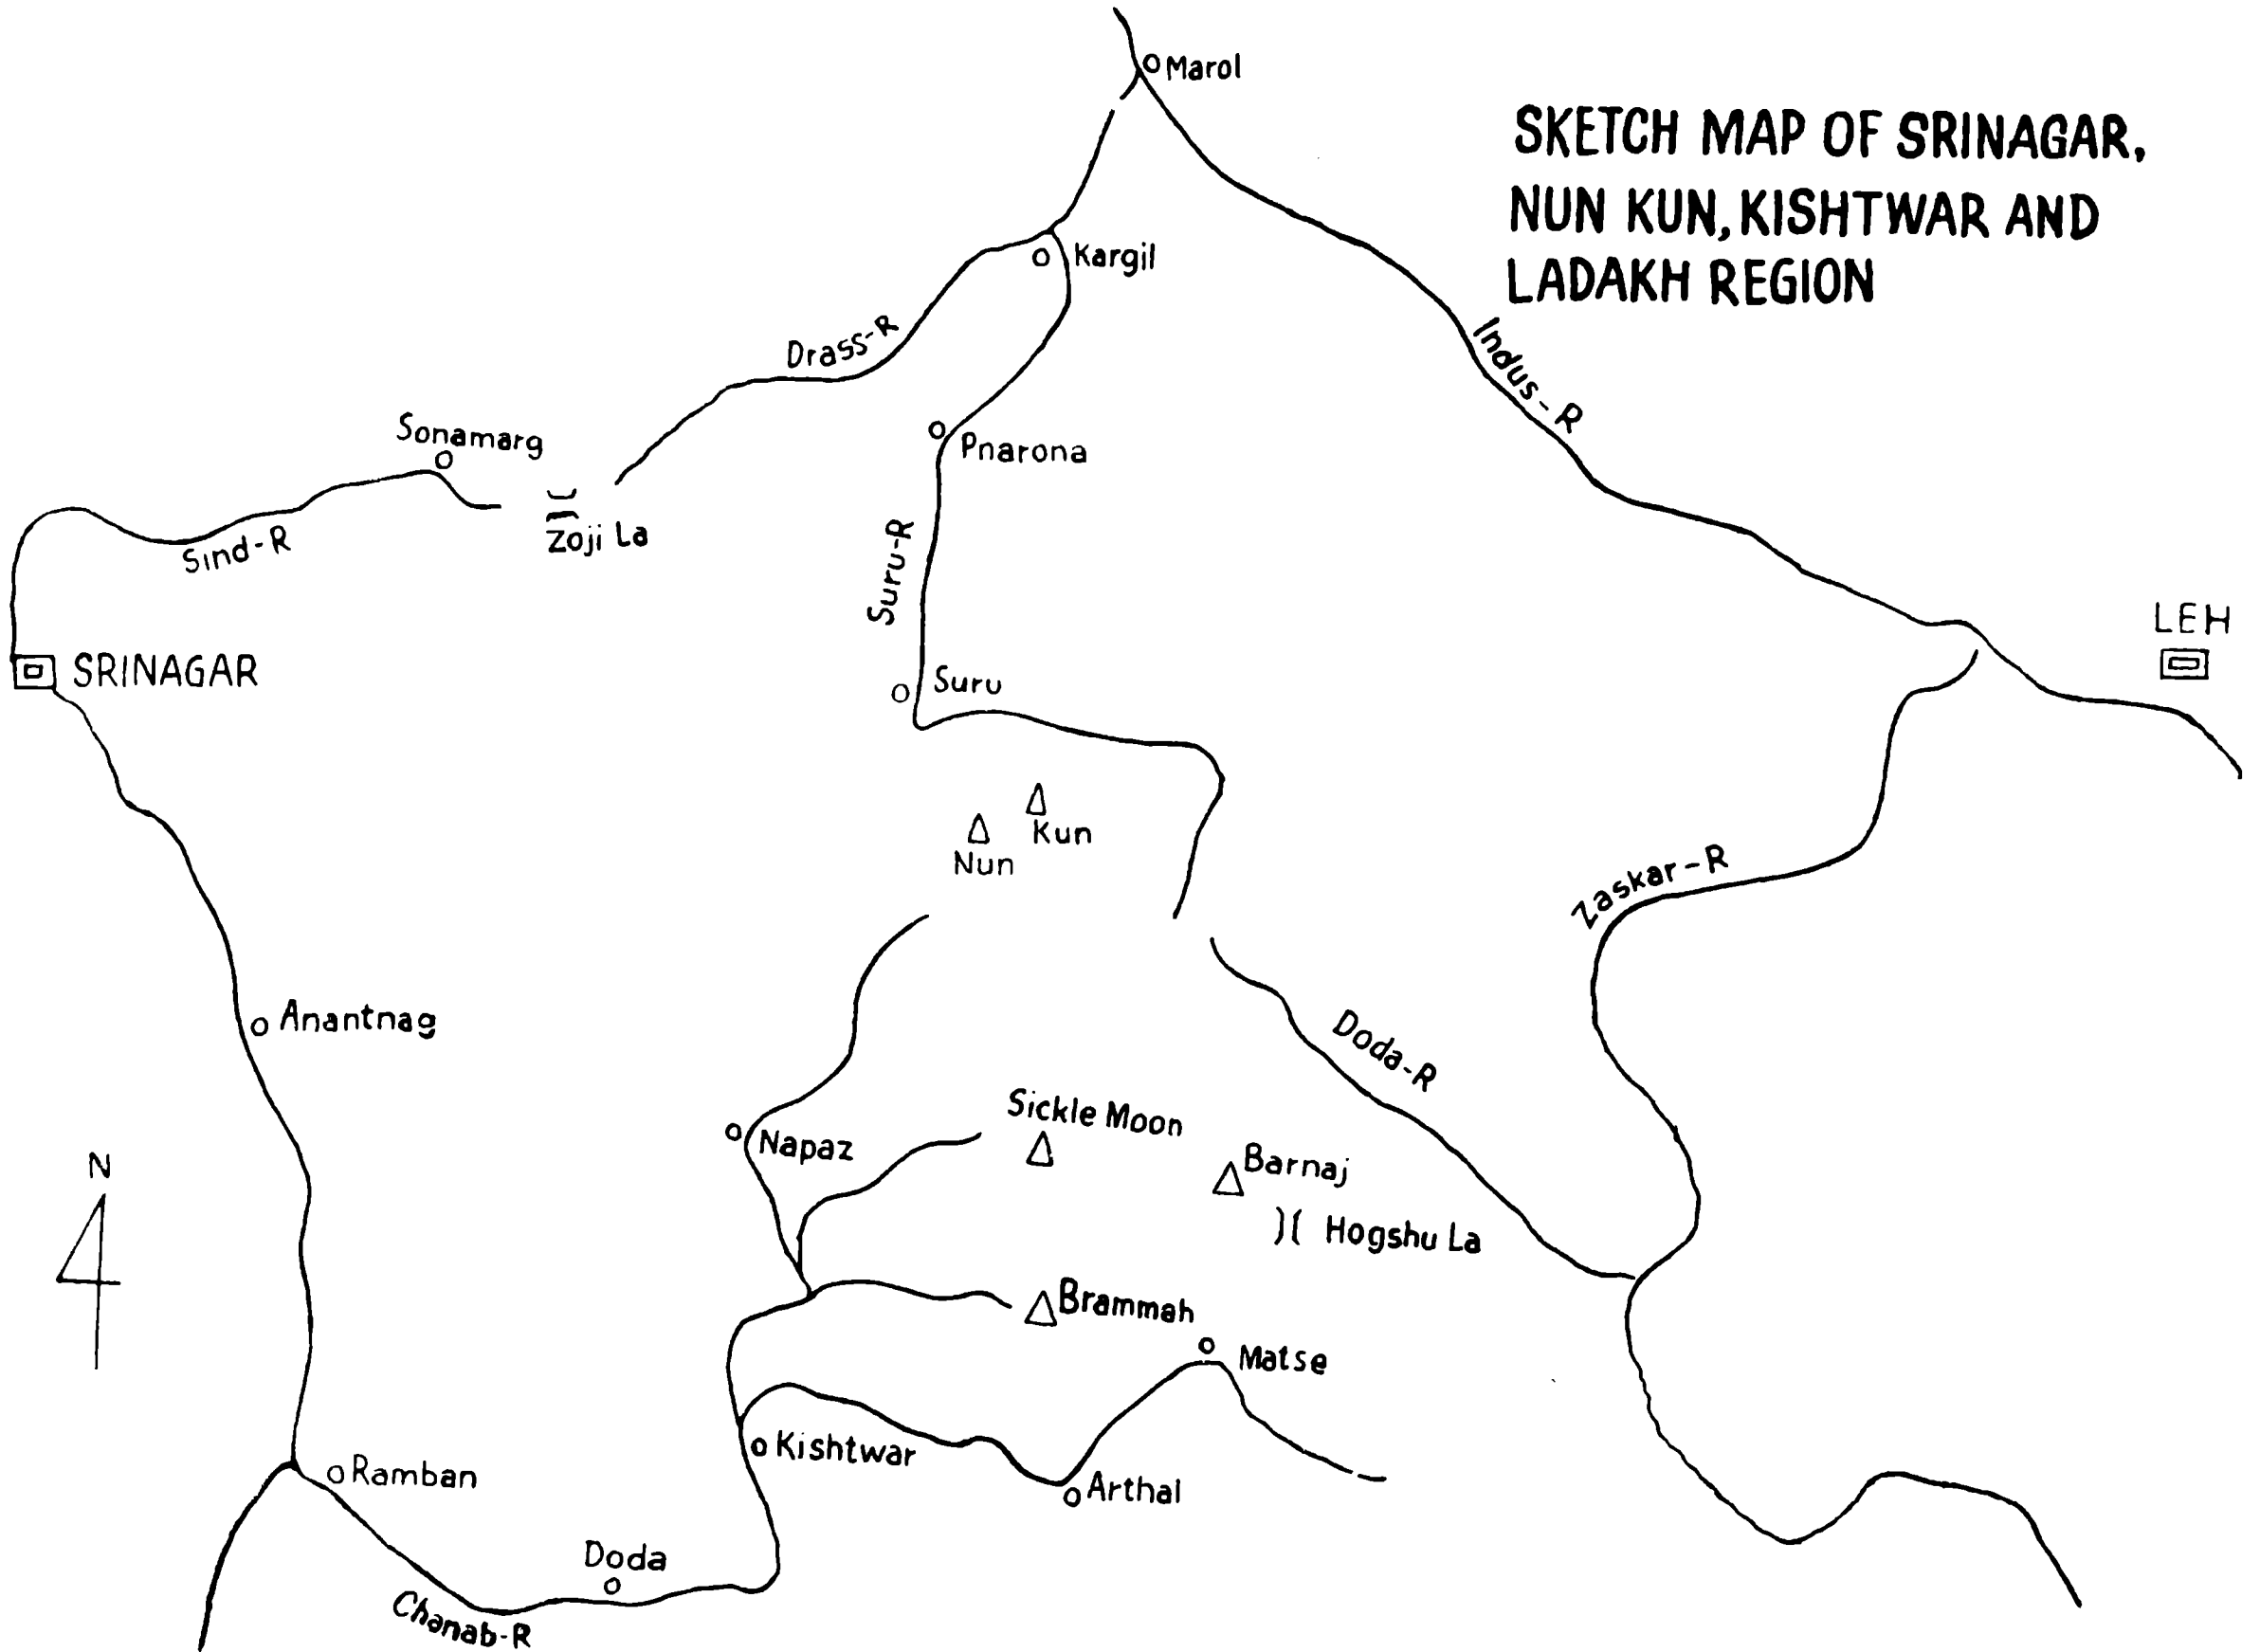 Marol
SKETCH MAP OF SRINAGAR,
NUN KUN, KISHTWAR AND
LADAKH REGION
Kargil
Drass-R
Indus-R
Sonamarg
Pnarona
Zoji La
Sind-R
Suru-R
LEH
SRINAGAR
Suru
Kun
Nun
Zaskar-R
Anantnag
Doda-R
Sickle Moon
N
Napaz
Barnaj
Hogshu La
Brammah
Matse
Kishtwar
Ramban
Arthal
Doda
Chanab-R